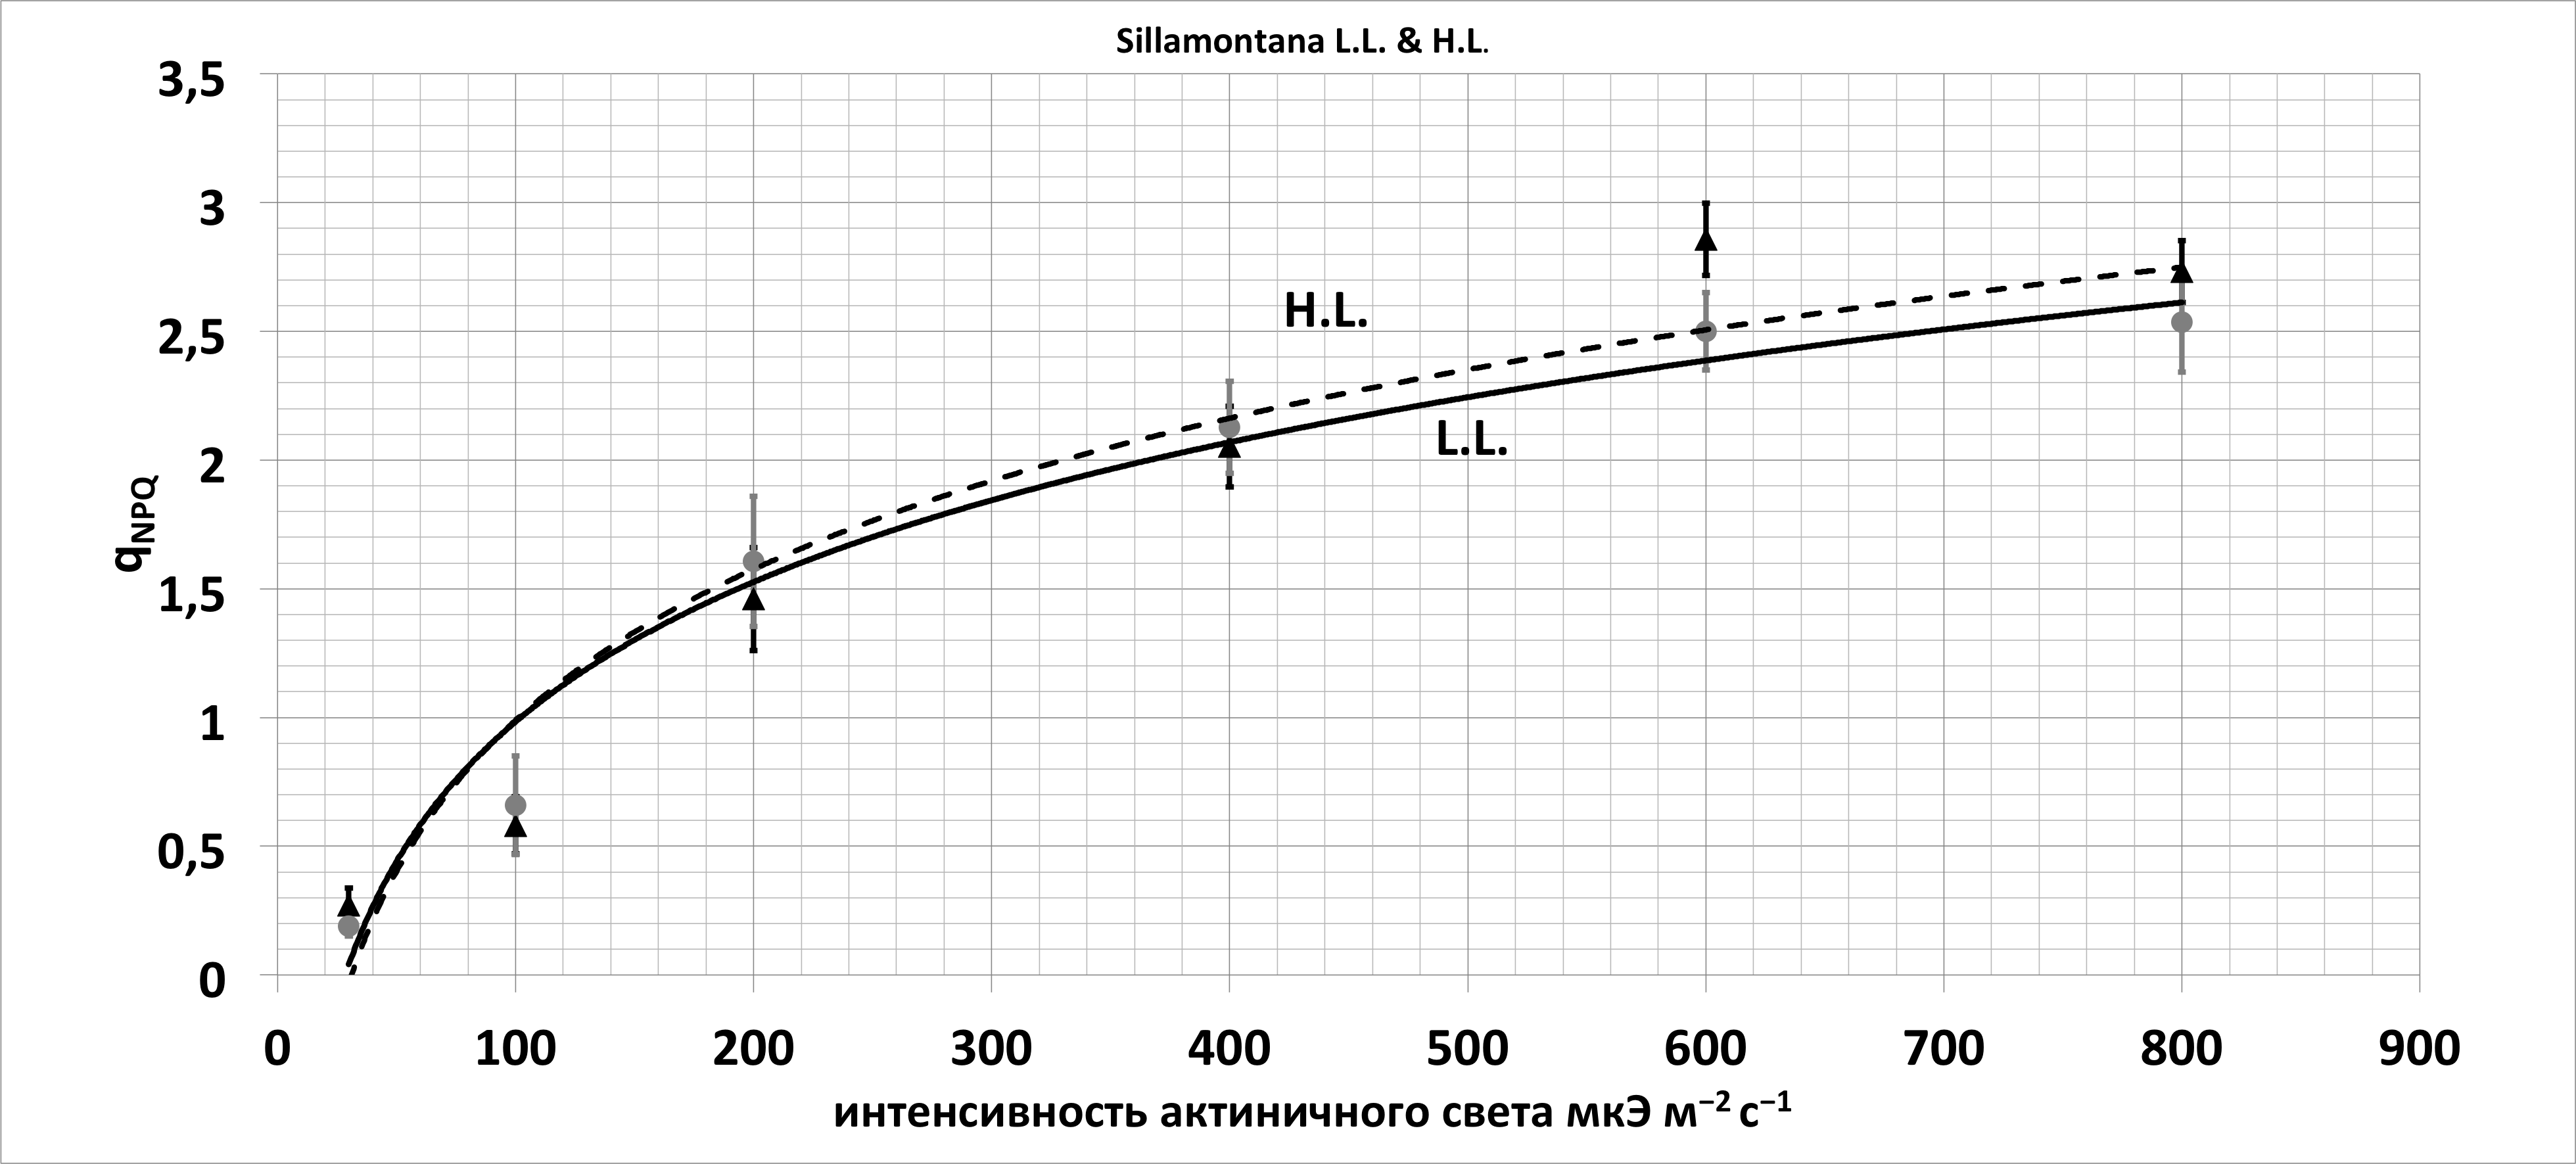 Sillamontana L.L. & H.L.
3,5
3
2,5
2
1,5
1
0,5
0
qNPQ
H.L.
L.L.
0 100 200 300 400 500 600 700 800 900
интенсивность актиничного света мкЭ м⁻² с⁻¹